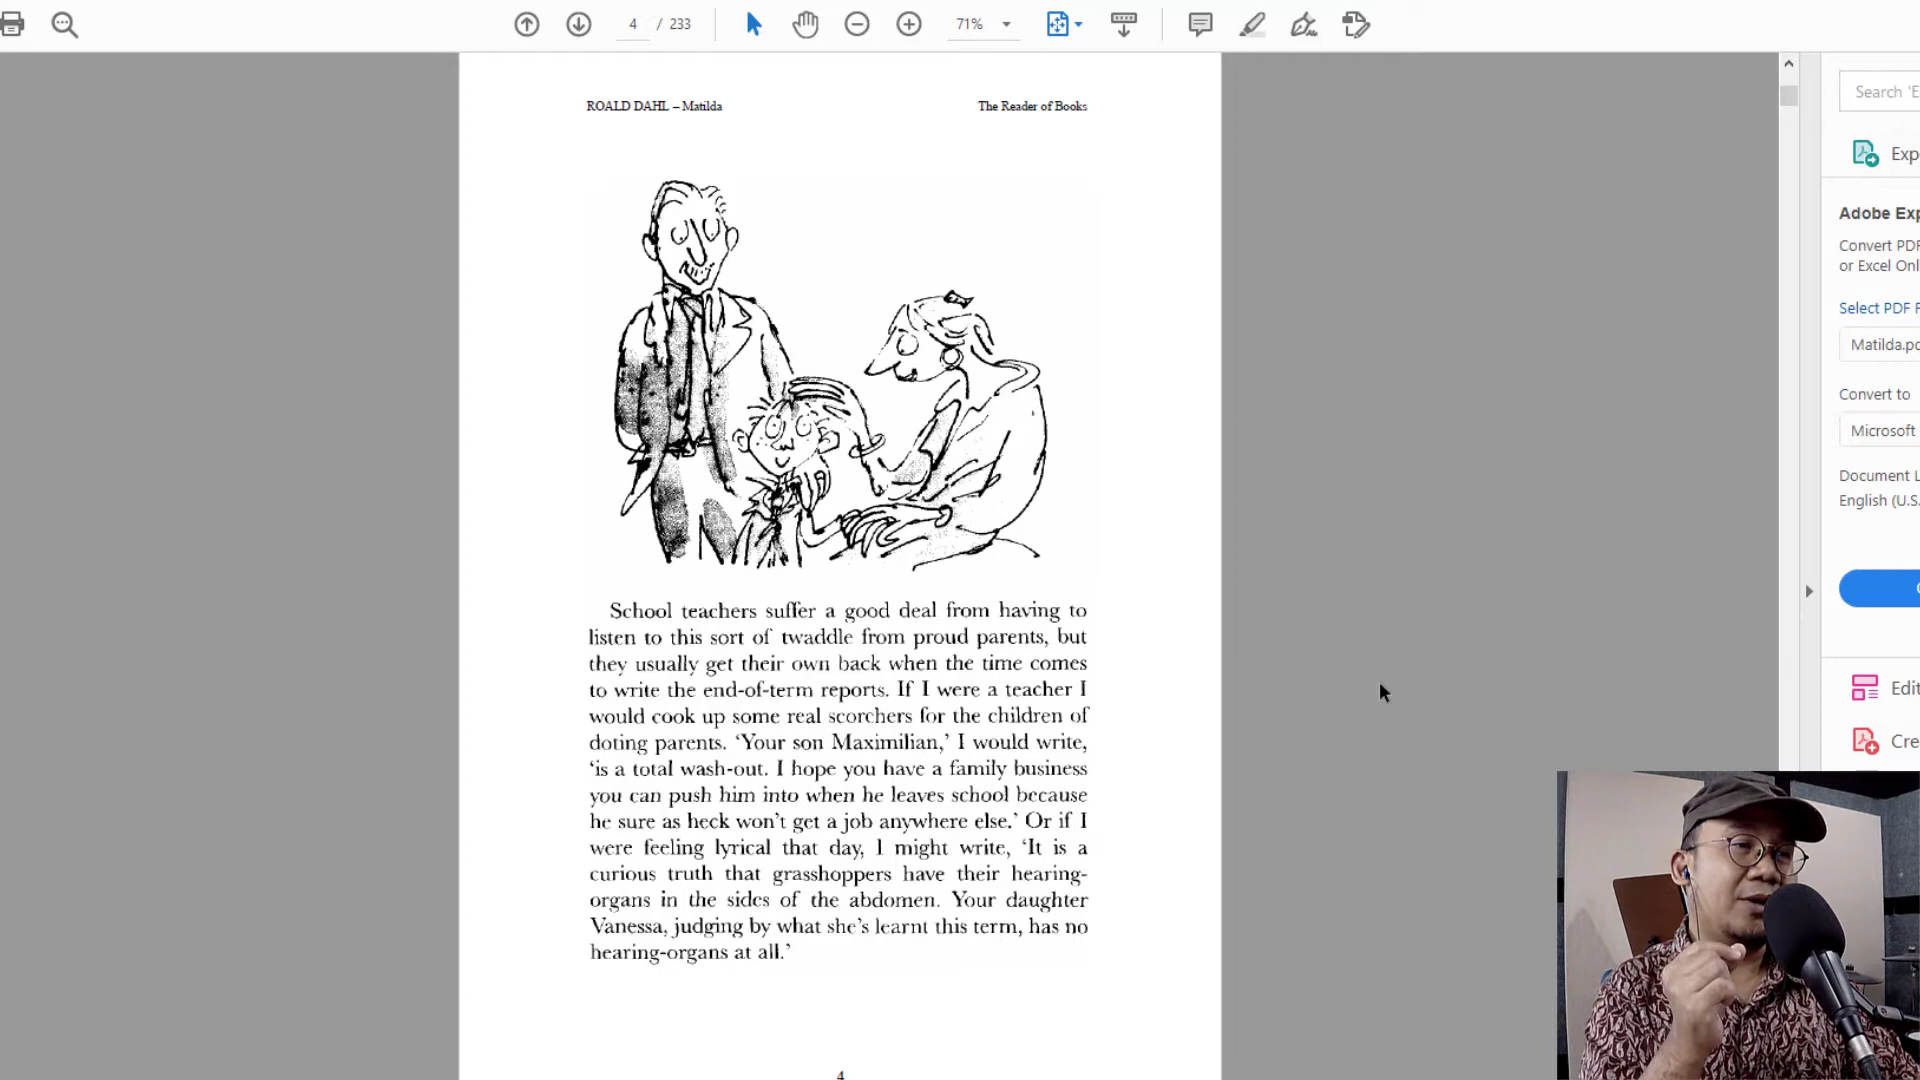 4 / 233
71%
ROALD DAHL – Matilda
The Reader of Books
School teachers suffer a good deal from having to
listen to this sort of twaddle from proud parents, but
they usually get their own back when the time comes
to write the end-of-term reports. If I were a teacher I
would cook up some real scorchers for the children of
doting parents. ‘Your son Maximilian,’ I would write,
‘is a total wash-out. I hope you have a family business
you can push him into when he leaves school because
he sure as heck won’t get a job anywhere else.’ Or if I
were feeling lyrical that day, I might write, ‘It is a
curious truth that grasshoppers have their hearing-
organs in the sides of the abdomen. Your daughter
Vanessa, judging by what she’s learnt this term, has no
hearing-organs at all.’
4
Search 'E
Exp
Adobe Exp
Convert PDF
or Excel Onl
Select PDF F
Matilda.pd
Convert to
Microsoft
Document L
English (U.S.
Edit
Cre